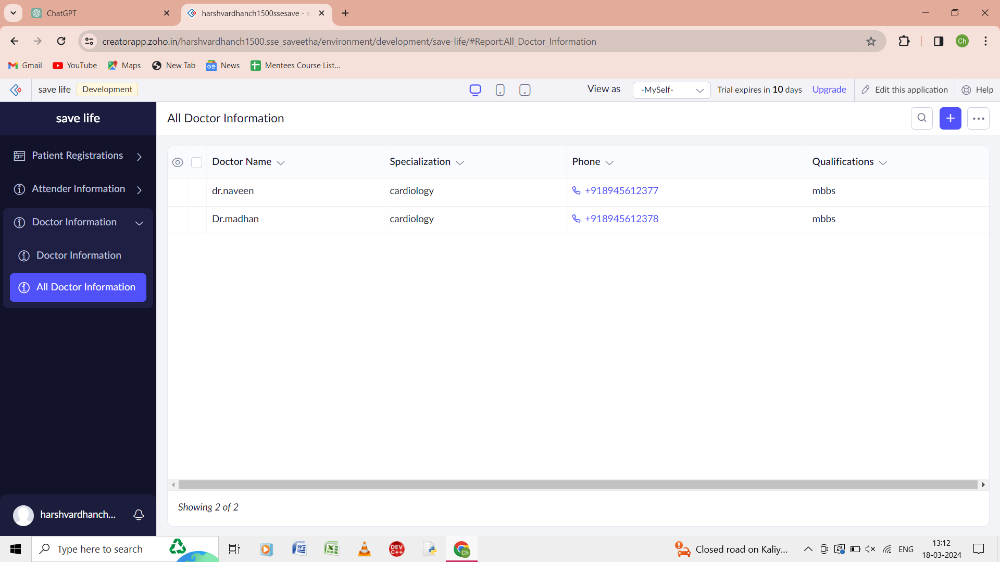 ChatGPT
harshvardhanch1500ssesave - s
creatorapp.zoho.in/harshvardhanch1500.sse_saveetha/environment/development/save-life/#Report:All_Doctor_Information
Ch
Gmail YouTube Maps New Tab News Mentees Course List...
save life Development View as -MySelf- Trial expires in 10 days Upgrade Edit this application Help
save life
All Doctor Information
Patient Registrations
Attender Information
Doctor Information
Doctor Information
All Doctor Information
Doctor Name Specialization Phone Qualifications
dr.naveen cardiology +918945612377 mbbs
Dr.madhan cardiology +918945612378 mbbs
Showing 2 of 2
harshvardhanch...
Type here to search
DEV C++
Ch
Closed road on Kaliy...
ENG
13:12
18-03-2024